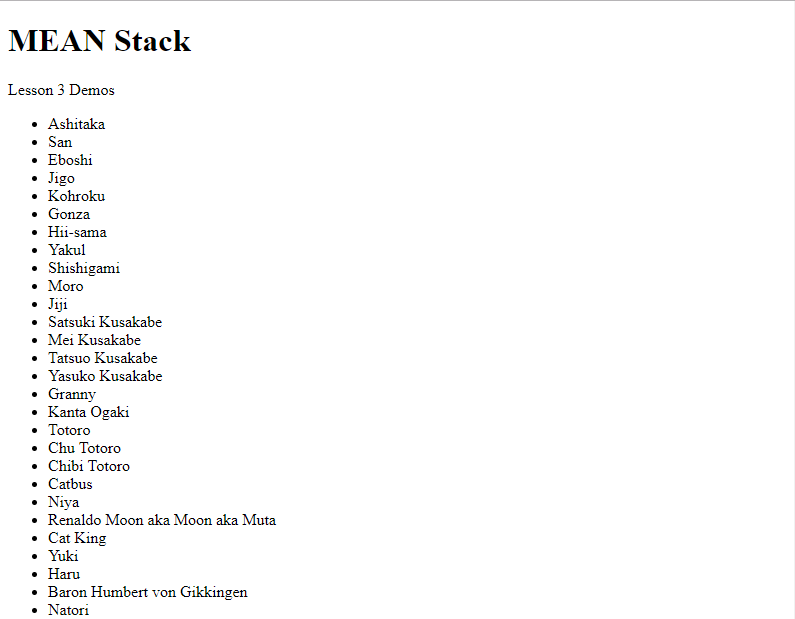 MEAN Stack
Lesson 3 Demos
Ashitaka
San
Eboshi
Jigo
Kohroku
Gonza
Hii-sama
Yakul
Shishigami
Moro
Jiji
Satsuki Kusakabe
Mei Kusakabe
Tatsuo Kusakabe
Yasuko Kusakabe
Granny
Kanta Ogaki
Totoro
Chu Totoro
Chibi Totoro
Catbus
Niya
Renaldo Moon aka Moon aka Muta
Cat King
Yuki
Haru
Baron Humbert von Gikkingen
Natori